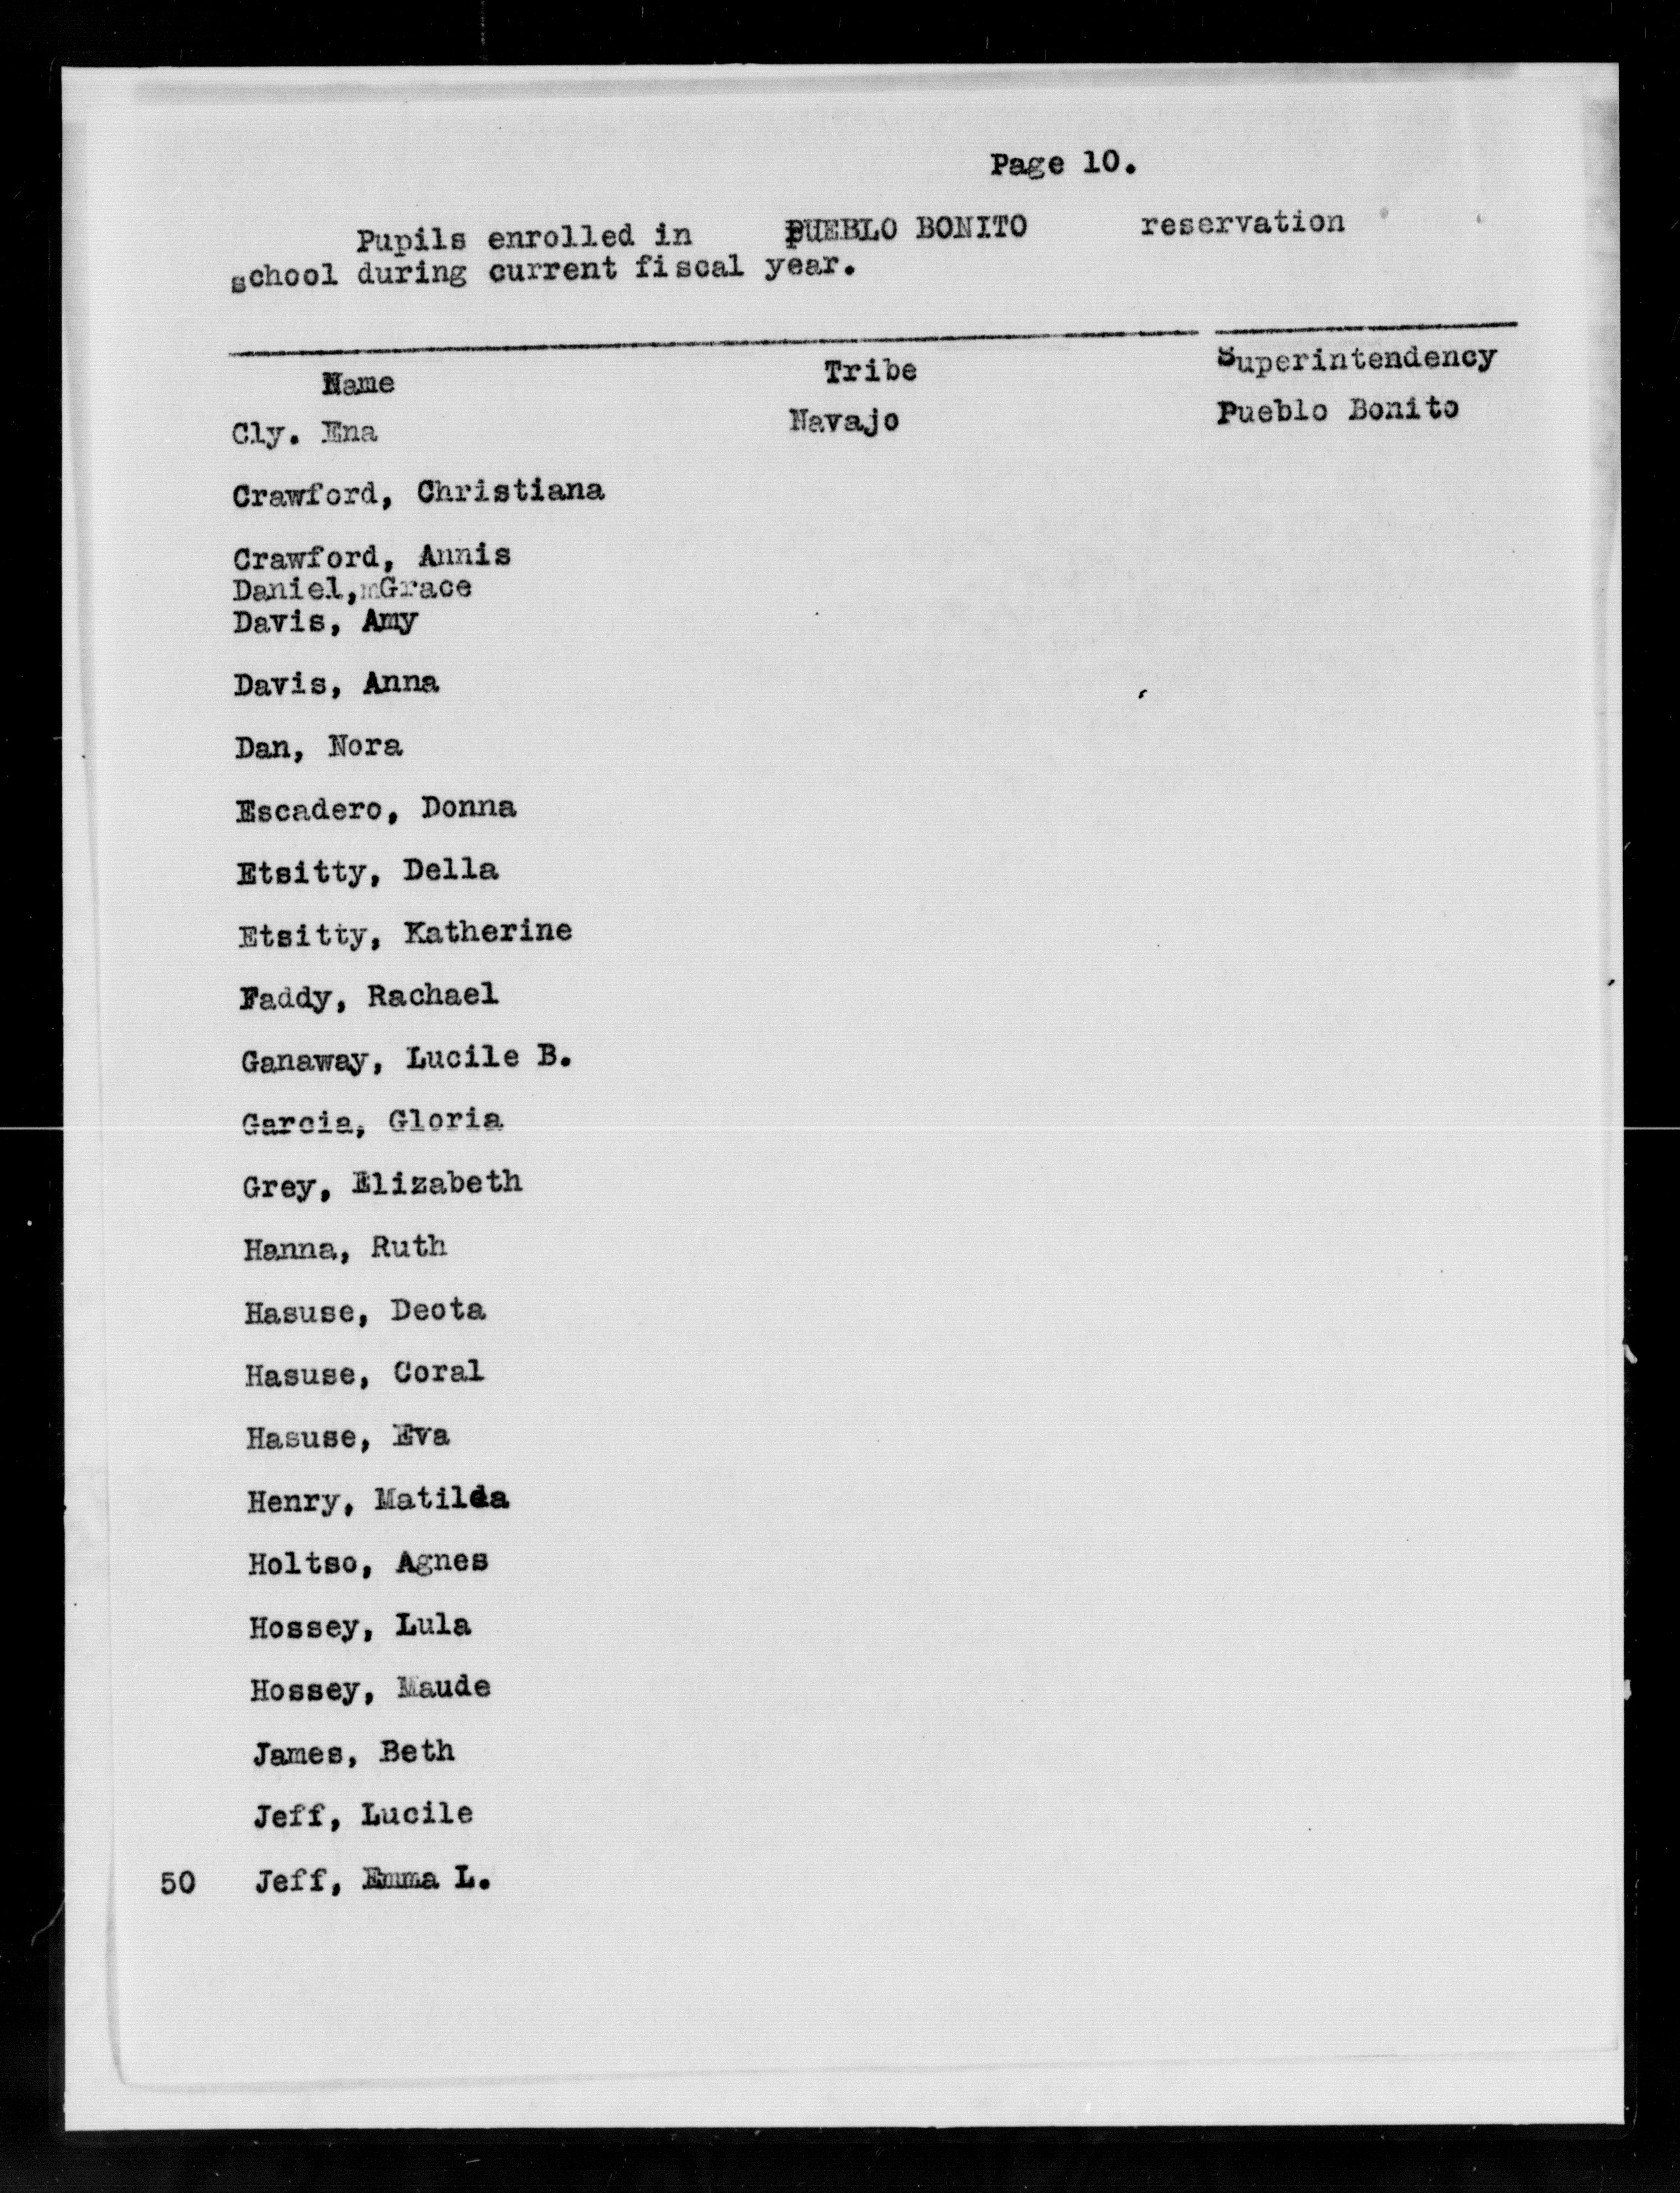 Page 10.
Pupils enrolled in PUEBLO BONITO reservation
school during current fiscal year.
Name Tribe Superintendency
Cly. Ena Navajo Pueblo Bonito
Crawford, Christiana
Crawford, Annis
Daniel,mGrace
Davis, Amy
Davis, Anna
Dan, Nora
Escadero, Donna
Etsitty, Della
Etsitty, Katherine
Faddy, Rachael
Ganaway, Lucile B.
Garcia, Gloria
Grey, Elizabeth
Hanna, Ruth
Hasuse, Deota
Hasuse, Coral
Hasuse, Eva
Henry, Matilda
Holtso, Agnes
Hossey, Lula
Hossey, Maude
James, Beth
Jeff, Lucile
50 Jeff, Emma L.